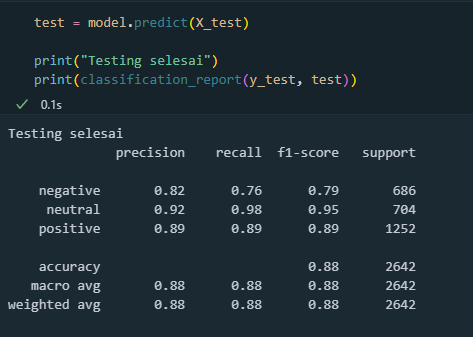 test = model.predict(X_test)
print("Testing selesai")
print(classification_report(y_test, test))
✓ 0.1s
Testing selesai
precision recall f1-score support
negative 0.82 0.76 0.79 686
neutral 0.92 0.98 0.95 704
positive 0.89 0.89 0.89 1252
accuracy 0.88 2642
macro avg 0.88 0.88 0.88 2642
weighted avg 0.88 0.88 0.88 2642